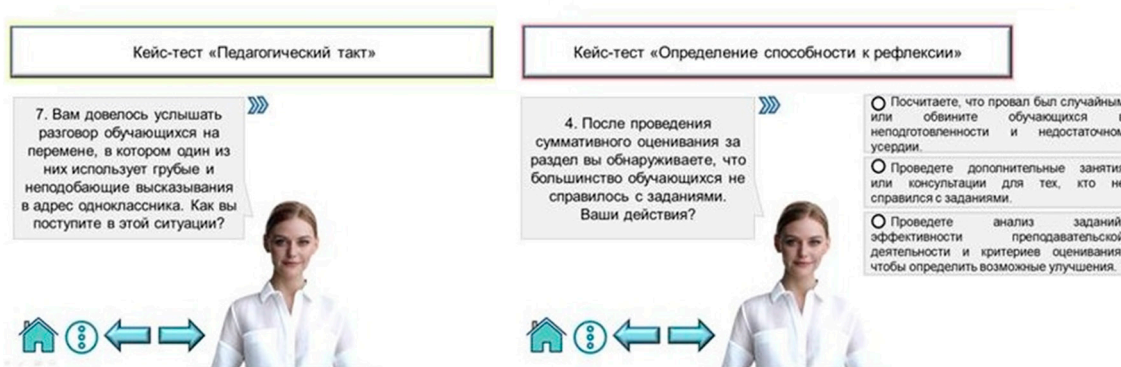 Кейс-тест «Педагогический такт»
7. Вам довелось услышать
разговор обучающихся на
перемене, в котором один из
них использует грубые и
неподобающие высказывания
в адрес одноклассника. Как вы
поступите в этой ситуации?
Кейс-тест «Определение способности к рефлексии»
4. После проведения
суммативного оценивания за
раздел вы обнаруживаете, что
большинство обучающихся не
справилось с заданиями.
Ваши действия?
Посчитаете, что провал был случайным
или обвините обучающихся
неподготовленности и недостаточном
усердии.
Проведете дополнительные занятия
или консультации для тех, кто не
справился с заданиями.
Проведете анализ заданий
эффективности преподавательской
деятельности и критериев оценивания
чтобы определить возможные улучшения.